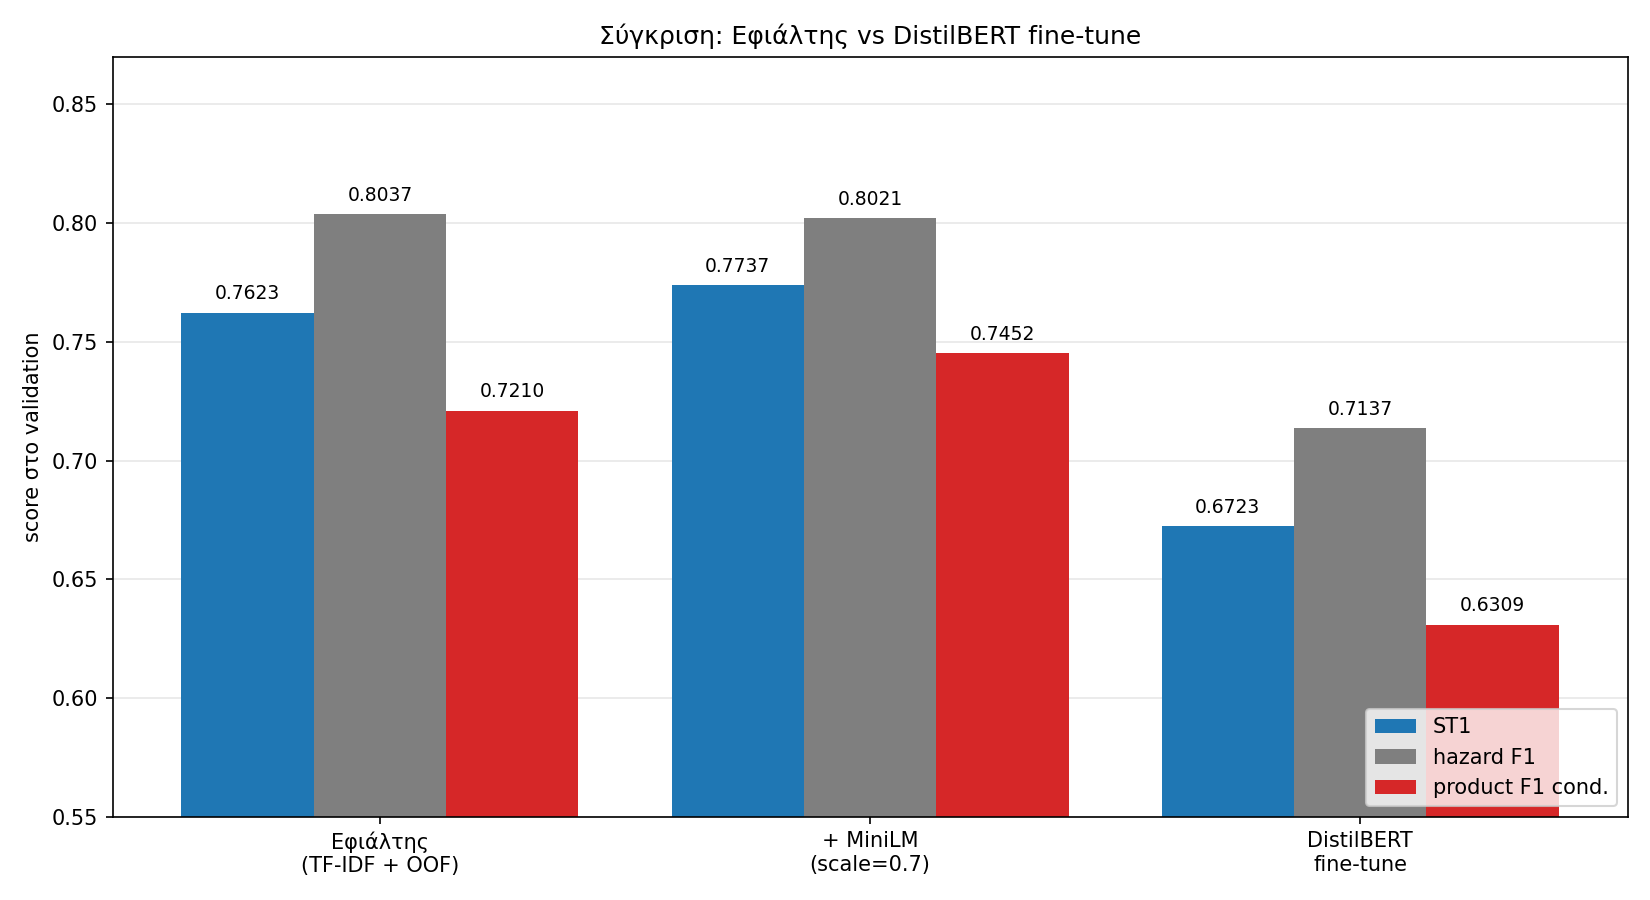 Σύγκριση: Εφιάλτης vs DistilBERT fine-tune
score στο validation
0.85
0.80
0.75
0.70
0.65
0.60
0.55
0.7623
0.8037
0.7210
0.7737
0.8021
0.7452
0.6723
0.7137
0.6309
ST1
hazard F1
product F1 cond.
Εφιάλτης
(TF-IDF + OOF)
+ MiniLM
(scale=0.7)
DistilBERT
fine-tune